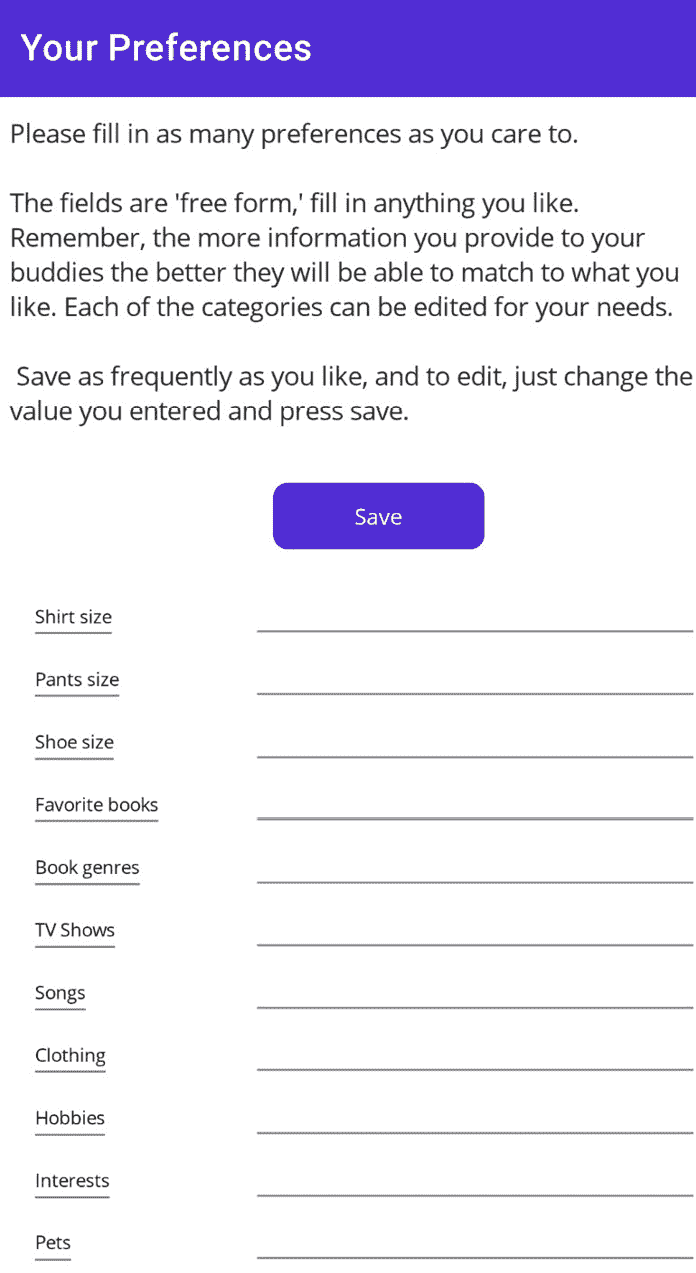 Your Preferences
Please fill in as many preferences as you care to.
The fields are 'free form,' fill in anything you like.
Remember, the more information you provide to your
buddies the better they will be able to match to what you
like. Each of the categories can be edited for your needs.
Save as frequently as you like, and to edit, just change the
value you entered and press save.
Save
Shirt size
Pants size
Shoe size
Favorite books
Book genres
TV Shows
Songs
Clothing
Hobbies
Interests
Pets